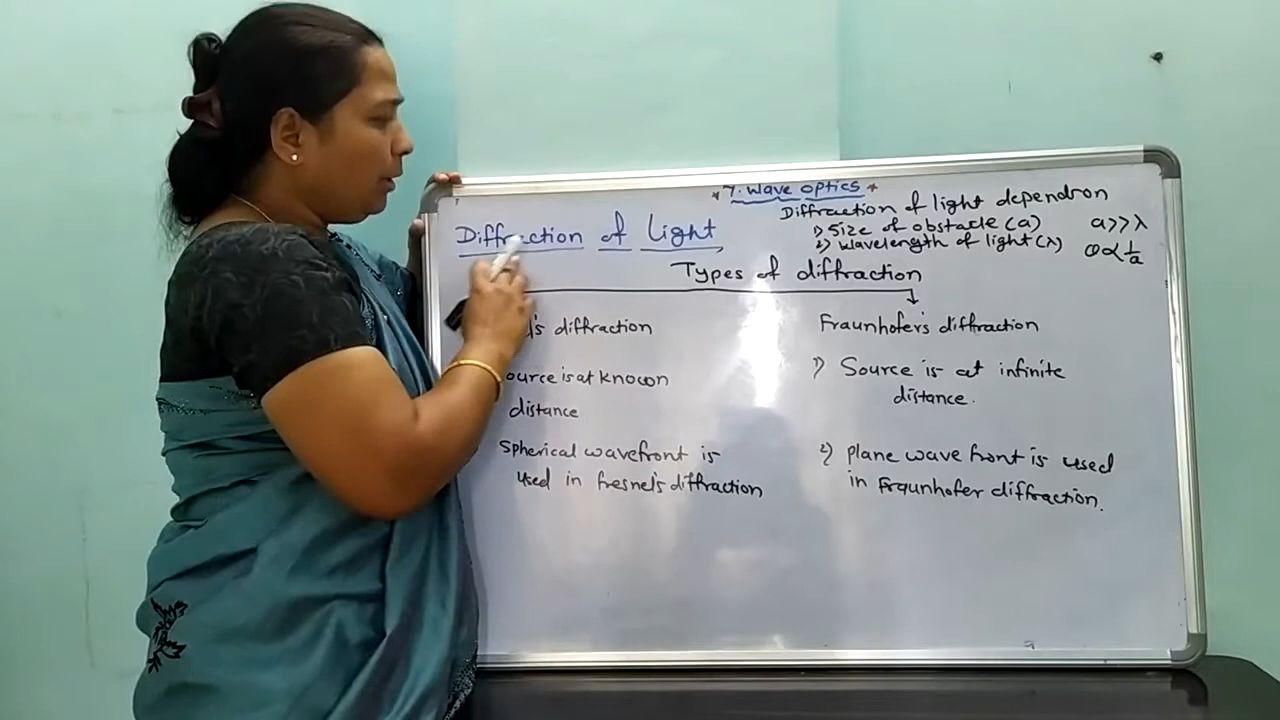 * 7. Wave optics *
Diffraction of light
Diffraction of light depend on
1) Size of obstacle (a) a>>λ
2) Wavelength of light (λ) θ∝1/a
Types of diffraction
's diffraction
ource is at known
distance
Spherical wavefront is
used in fresnel's diffraction
Fraunhofer's diffraction
1) Source is at infinite
distance.
2) Plane wave front is used
in Fraunhofer diffraction.